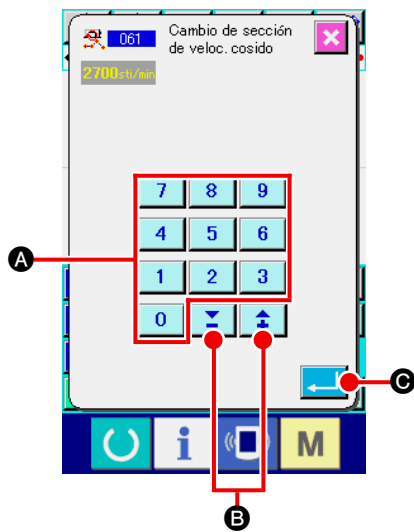 061 Cambio de sección
de veloc. cosido
2700sti/min
7 8 9
A 4 5 6
1 2 3
0
C
i M
B